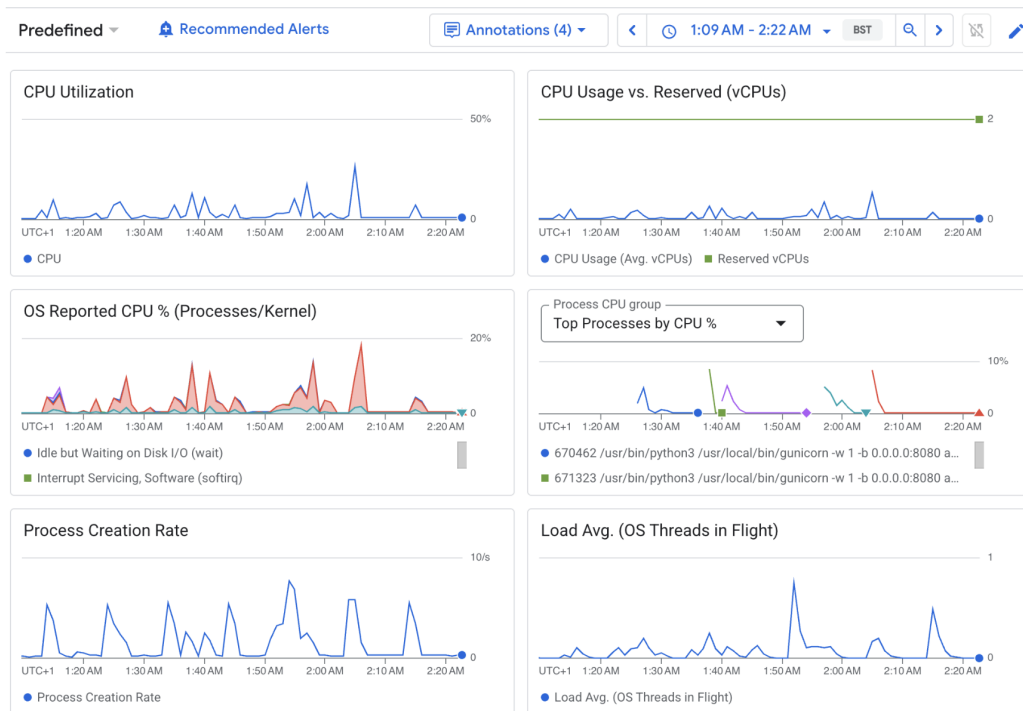 Predefined
Recommended Alerts
Annotations (4)
1:09 AM - 2:22 AM
BST
CPU Utilization
50%
0
UTC+1 1:20 AM 1:30 AM 1:40 AM 1:50 AM 2:00 AM 2:10 AM 2:20 AM
CPU
CPU Usage vs. Reserved (vCPUs)
2
0
UTC+1 1:20 AM 1:30 AM 1:40 AM 1:50 AM 2:00 AM 2:10 AM 2:20 AM
CPU Usage (Avg. vCPUs) Reserved vCPUs
OS Reported CPU % (Processes/Kernel)
20%
0
UTC+1 1:20 AM 1:30 AM 1:40 AM 1:50 AM 2:00 AM 2:10 AM 2:20 AM
Idle but Waiting on Disk I/O (wait)
Interrupt Servicing, Software (softirq)
Process CPU group
Top Processes by CPU %
10%
0
UTC+1 1:20 AM 1:30 AM 1:40 AM 1:50 AM 2:00 AM 2:10 AM 2:20 AM
670462 /usr/bin/python3 /usr/local/bin/gunicorn -w 1 -b 0.0.0.0:8080 a...
671323 /usr/bin/python3 /usr/local/bin/gunicorn -w 1 -b 0.0.0.0:8080 a...
Process Creation Rate
10/s
0
UTC+1 1:20 AM 1:30 AM 1:40 AM 1:50 AM 2:00 AM 2:10 AM 2:20 AM
Process Creation Rate
Load Avg. (OS Threads in Flight)
1
0
UTC+1 1:20 AM 1:30 AM 1:40 AM 1:50 AM 2:00 AM 2:10 AM 2:20 AM
Load Avg. (OS Threads in Flight)